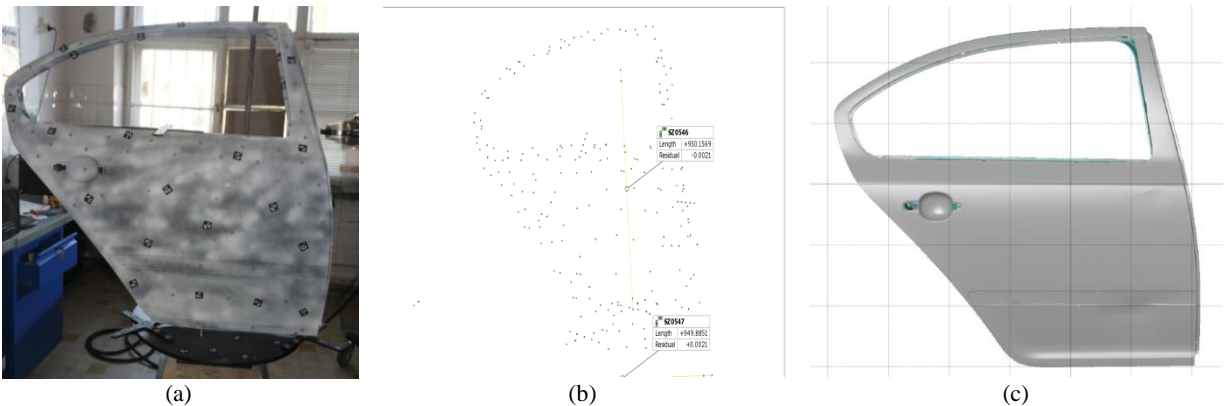 SZ0546
Length +950.1569
Residual -0.0021
SZ0547
Length +949.8851
Residual +0.0021
(a) (b) (c)